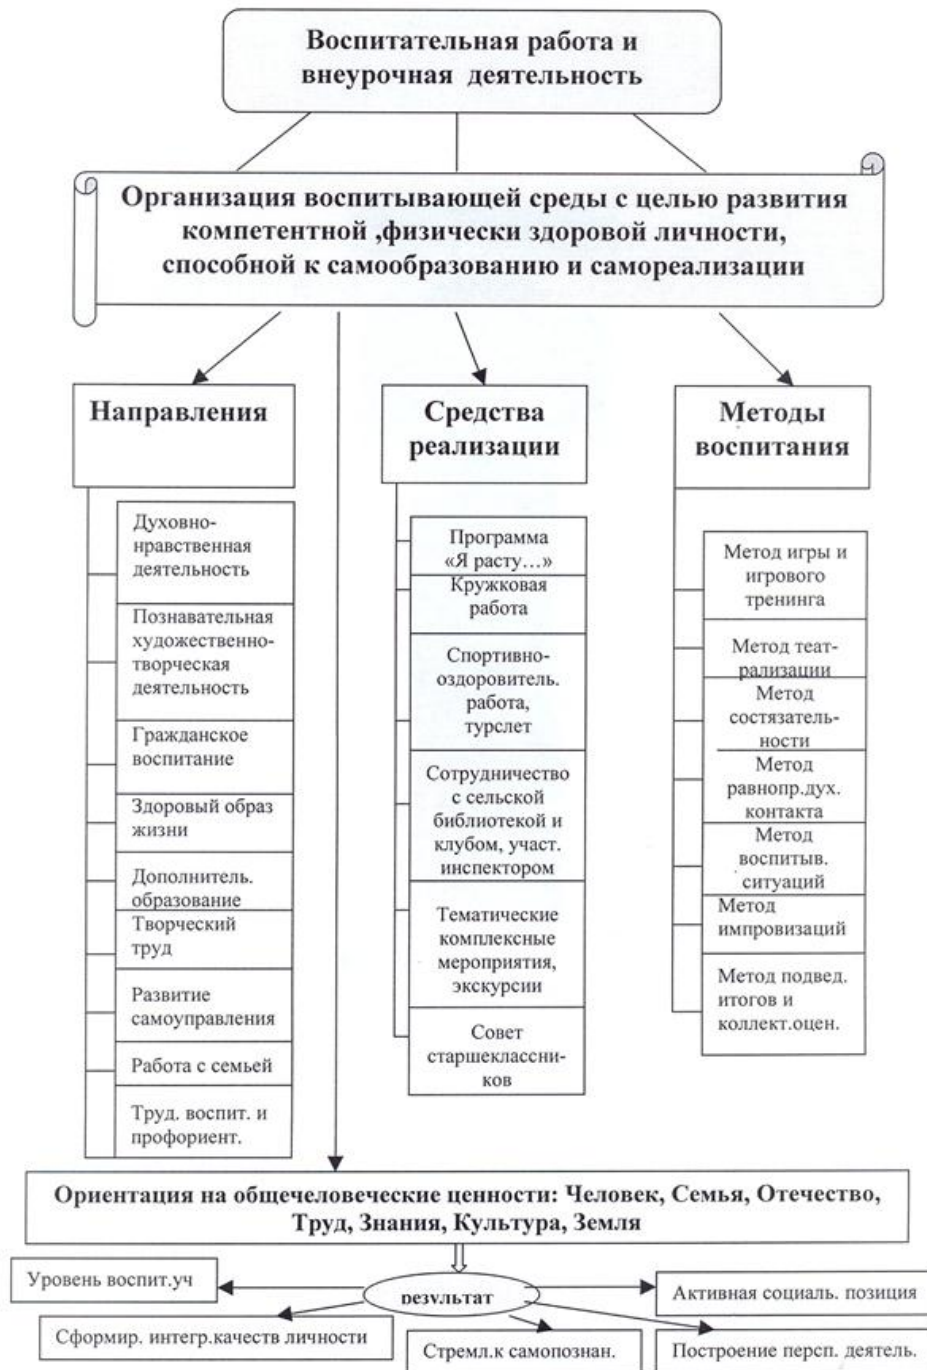 Воспитательная работа и
внеурочная деятельность
Организация воспитывающей среды с целью развития
компетентной ,физически здоровой личности,
способной к самообразованию и самореализации
Направления
Духовно-
нравственная
деятельность
Познавательная
художественно-
творческая
деятельность
Гражданское
воспитание
Здоровый образ
жизни
Дополнитель.
образование
Творческий
труд
Развитие
самоуправления
Работа с семьей
Труд. воспит. и
профориент.
Средства
реализации
Программа
«Я расту…»
Кружковая
работа
Спортивно-
оздоровитель.
работа,
турслет
Сотрудничество
с сельской
библиотекой и
клубом, участ.
инспектором
Тематические
комплексные
мероприятия,
экскурсии
Совет
старшеклассни-
ков
Методы
воспитания
Метод игры и
игрового
тренинга
Метод теат-
рализации
Метод
состязатель-
ности
Метод
равнопр.дух.
контакта
Метод
воспитыв.
ситуаций
Метод
импровизаций
Метод подвед.
итогов и
коллект.оцен.
Ориентация на общечеловеческие ценности: Человек, Семья, Отечество,
Труд, Знания, Культура, Земля
результат
Уровень воспит.уч
Активная социаль. позиция
Сформир. интегр.качеств личности
Стремл.к самопознан.
Построение персп. деятель.